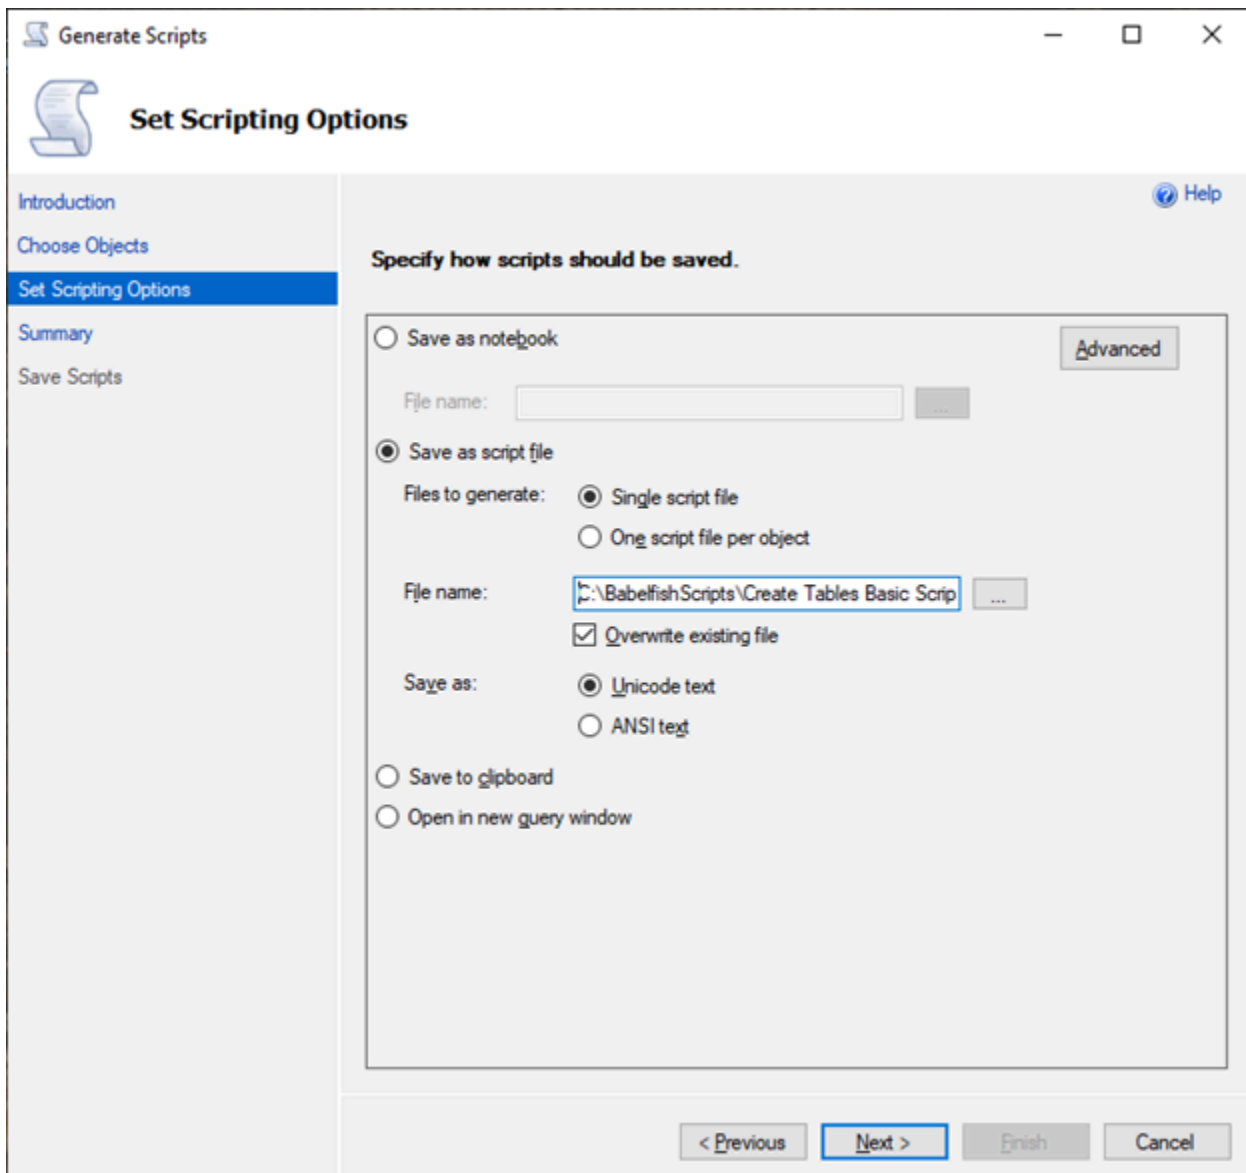 Generate Scripts
Set Scripting Options
Introduction
Choose Objects
Set Scripting Options
Summary
Save Scripts
Help
Specify how scripts should be saved.
Save as notebook
Advanced
File name:
...
Save as script file
Files to generate:
Single script file
One script file per object
File name:
C:\BabelfishScripts\Create Tables Basic Scrip
...
Overwrite existing file
Save as:
Unicode text
ANSI text
Save to clipboard
Open in new query window
< Previous
Next >
Finish
Cancel